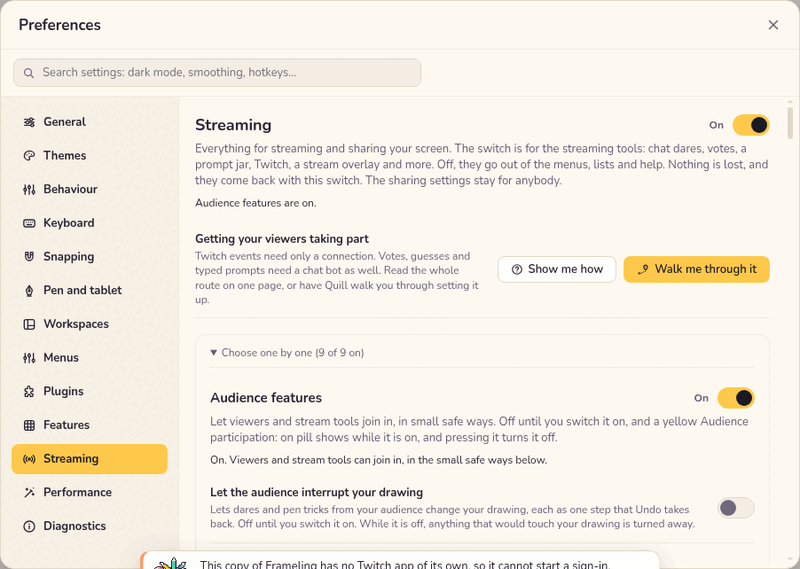 Preferences
Search settings: dark mode, smoothing, hotkeys...
General
Themes
Behaviour
Keyboard
Snapping
Pen and tablet
Workspaces
Menus
Plugins
Features
Streaming
Performance
Diagnostics
Streaming
On
Everything for streaming and sharing your screen. The switch is for the streaming tools: chat dares, votes, a
prompt jar, Twitch, a stream overlay and more. Off, they go out of the menus, lists and help. Nothing is lost, and
they come back with this switch. The sharing settings stay for anybody.
Audience features are on.
Getting your viewers taking part
Twitch events need only a connection. Votes, guesses and
typed prompts need a chat bot as well. Read the whole
route on one page, or have Quill walk you through setting it
up.
Show me how
Walk me through it
Choose one by one (9 of 9 on)
Audience features
On
Let viewers and stream tools join in, in small safe ways. Off until you switch it on, and a yellow Audience
participation: on pill shows while it is on, and pressing it turns it off.
On. Viewers and stream tools can join in, in the small safe ways below.
Let the audience interrupt your drawing
Lets dares and pen tricks from your audience change your drawing, each as one step that Undo takes
back. Off until you switch it on. While it is off, anything that would touch your drawing is turned away.
This copy of Frameling has no Twitch app of its own, so it cannot start a sign-in.